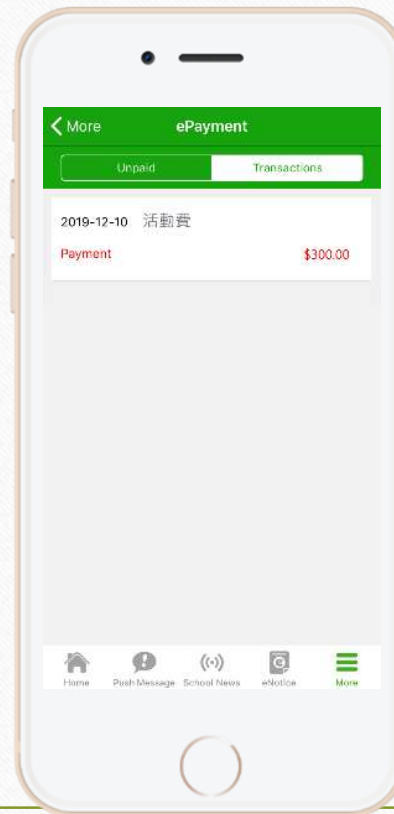 More
ePayment
Unpaid
Transactions
2019-12-10 活動費
Payment $300.00
Home
Push Message
School News
eNotice
More